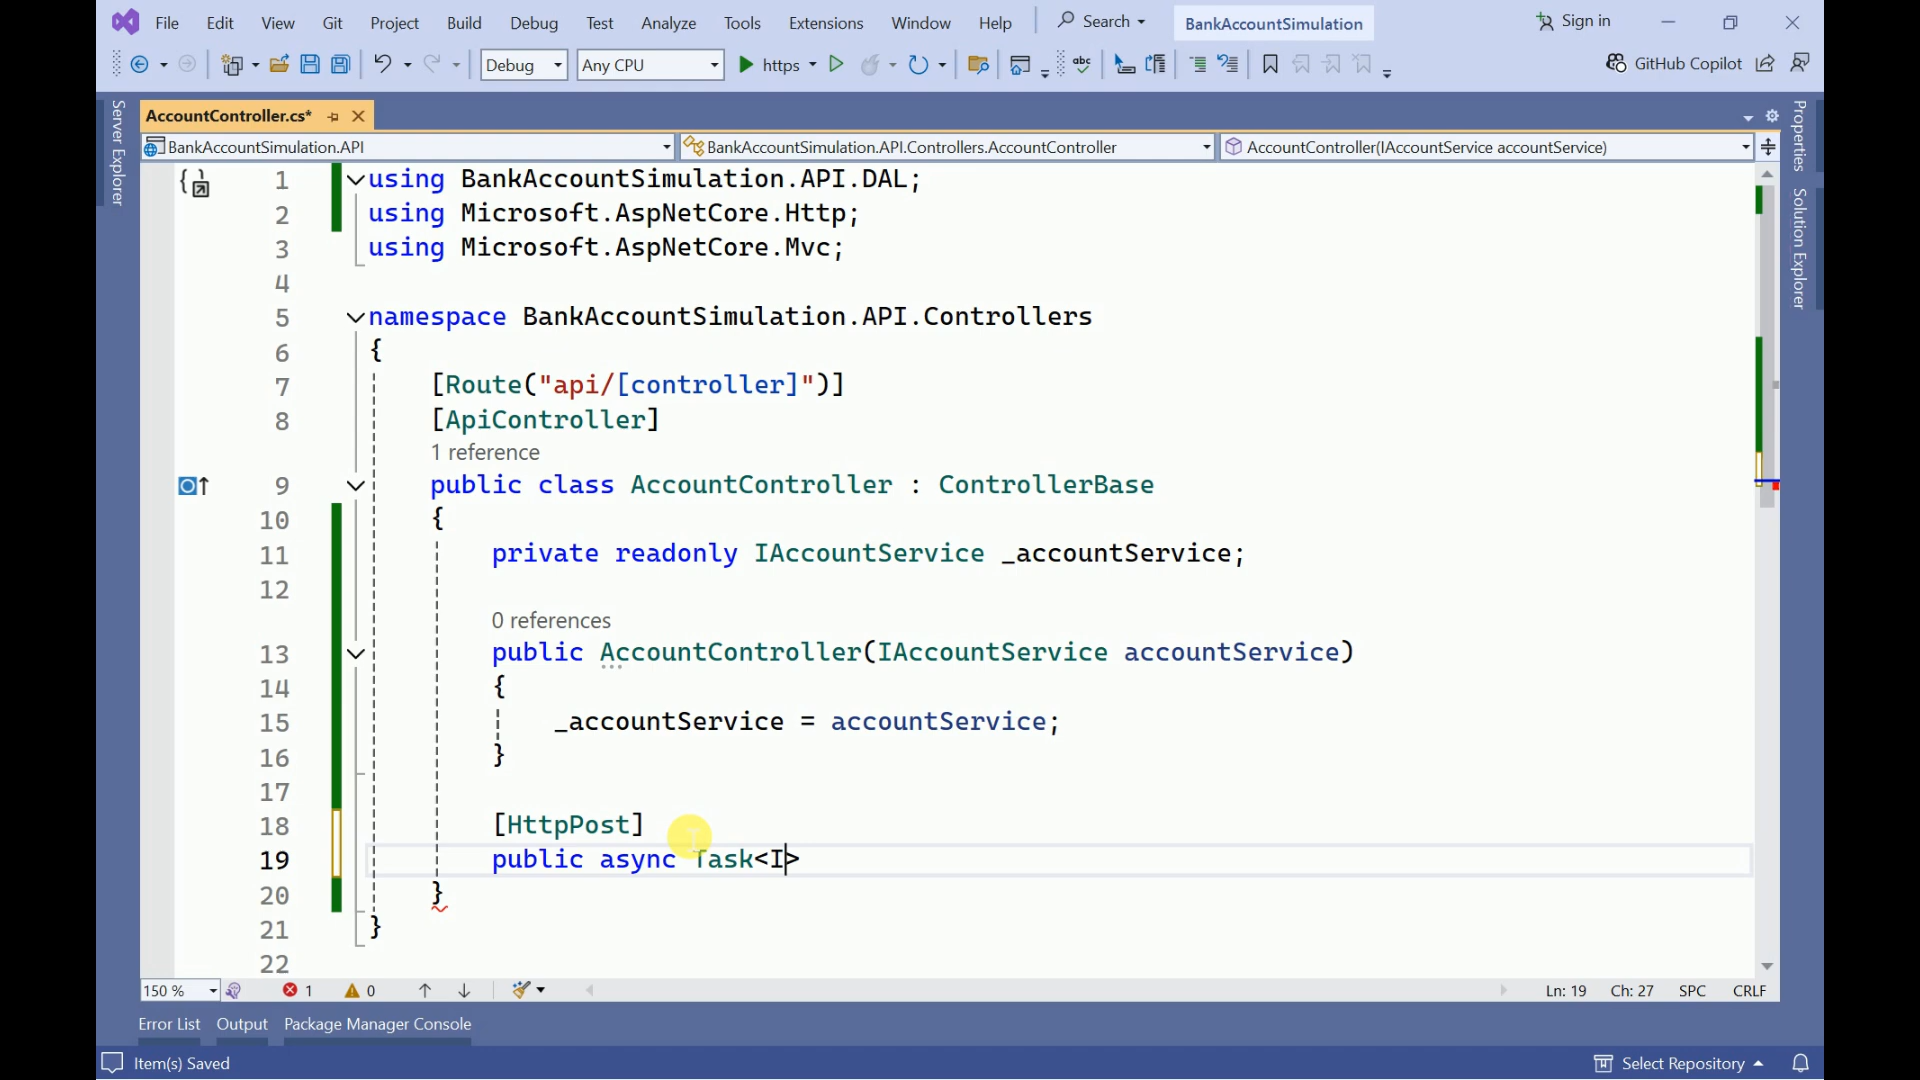 File Edit View Git Project Build Debug Test Analyze Tools Extensions Window Help Search BankAccountSimulation Sign in
Debug Any CPU https abc GitHub Copilot
AccountController.cs*
BankAccountSimulation.API BankAccountSimulation.API.Controllers.AccountController AccountController(IAccountService accountService)
Server Explorer
Properties
Solution Explorer
1 using BankAccountSimulation.API.DAL;
2 using Microsoft.AspNetCore.Http;
3 using Microsoft.AspNetCore.Mvc;
4
5 namespace BankAccountSimulation.API.Controllers
6 {
7 [Route("api/[controller]")]
8 [ApiController]
1 reference
9 public class AccountController : ControllerBase
10 {
11 private readonly IAccountService _accountService;
12
0 references
13 public AccountController(IAccountService accountService)
14 {
15 _accountService = accountService;
16 }
17
18 [HttpPost]
19 public async Task<I>
20 }
21 }
22
150 % 1 0 Ln: 19 Ch: 27 SPC CRLF
Error List Output Package Manager Console
Item(s) Saved Select Repository